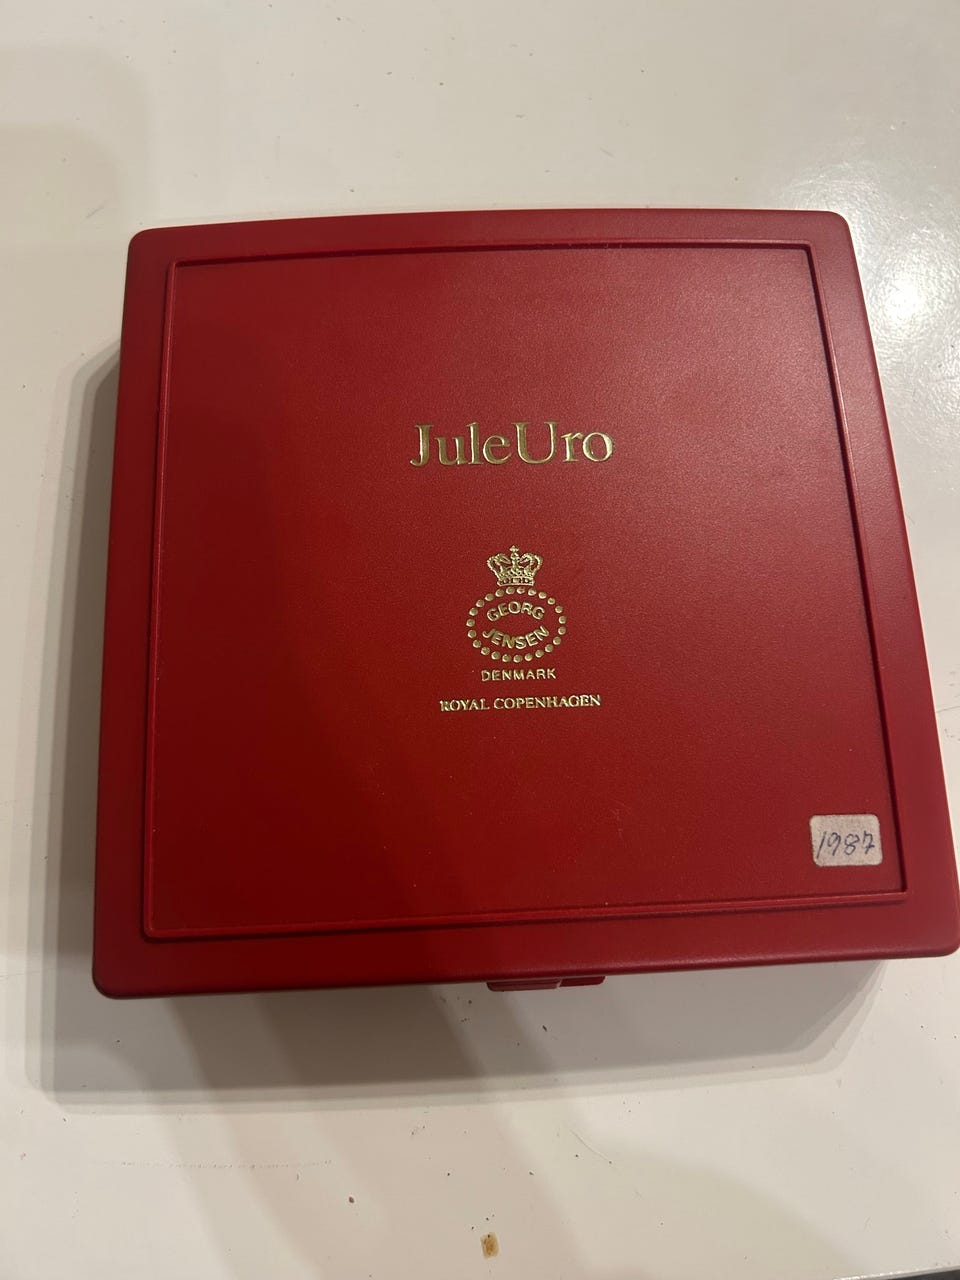 JuleUro
GEORG
JENSEN
DENMARK
ROYAL COPENHAGEN
1987